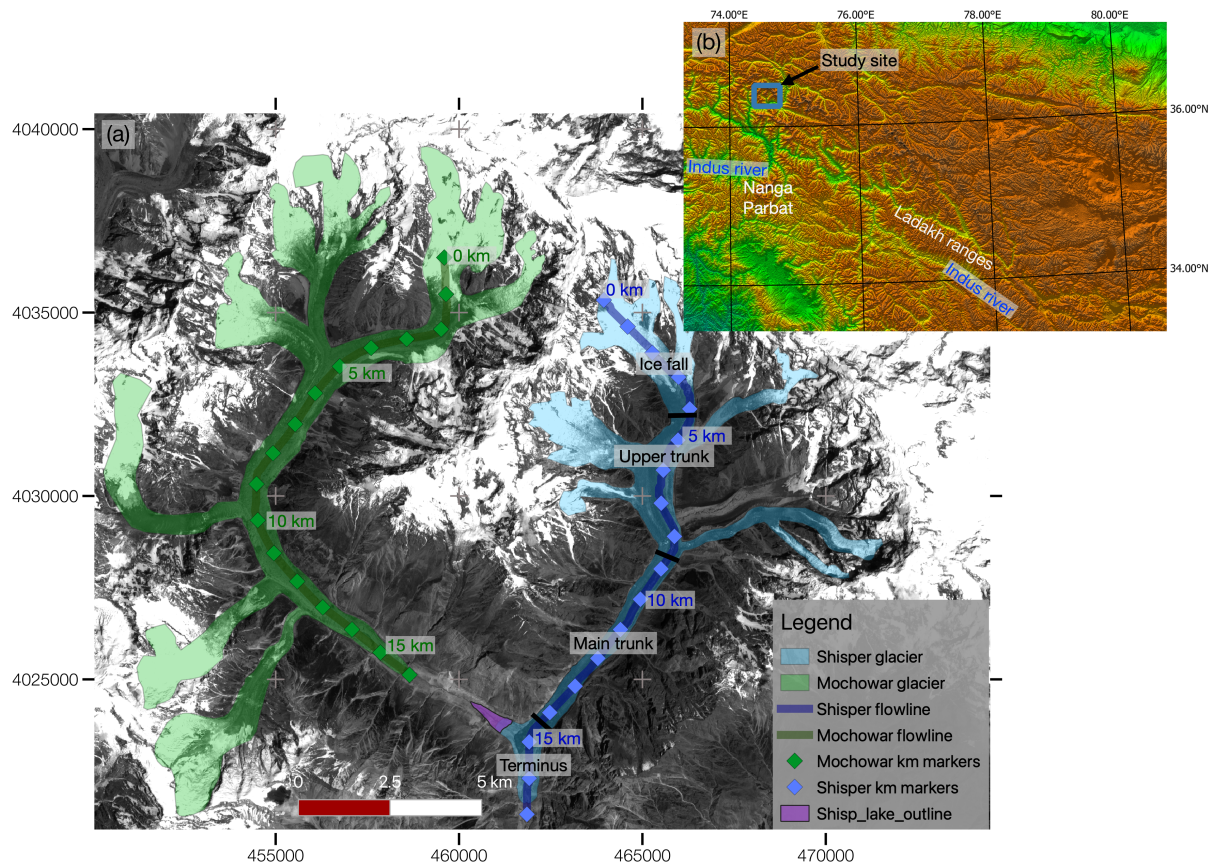 74.00°E
76.00°E
78.00°E
80.00°E
(b)
Study site
36.00°N
Indus river
Nanga
Parbat
Ladakh ranges
Indus river
34.00°N
4040000
(a)
0 km
4035000
0 km
Ice fall
5 km
5 km
Upper trunk
4030000
10 km
10 km
Main trunk
15 km
4025000
15 km
Terminus
0
2.5
5 km
Legend
Shisper glacier
Mochowar glacier
Shisper flowline
Mochowar flowline
Mochowar km markers
Shisper km markers
Shisp_lake_outline
455000
460000
465000
470000